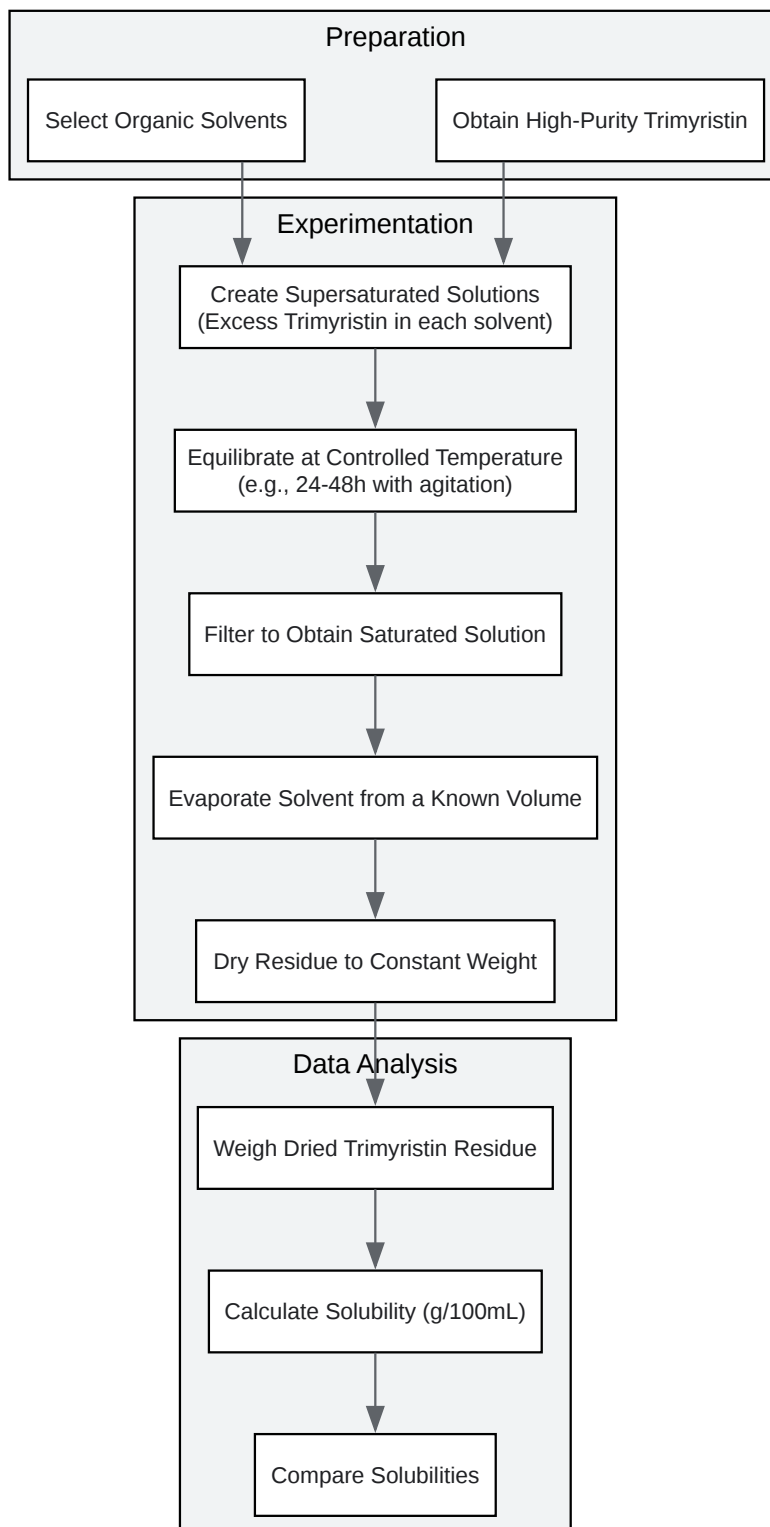 Preparation
Select Organic Solvents
Obtain High-Purity Trimyristin
Experimentation
Create Supersaturated Solutions
(Excess Trimyristin in each solvent)
Equilibrate at Controlled Temperature
(e.g., 24-48h with agitation)
Filter to Obtain Saturated Solution
Evaporate Solvent from a Known Volume
Dry Residue to Constant Weight
Data Analysis
Weigh Dried Trimyristin Residue
Calculate Solubility (g/100mL)
Compare Solubilities